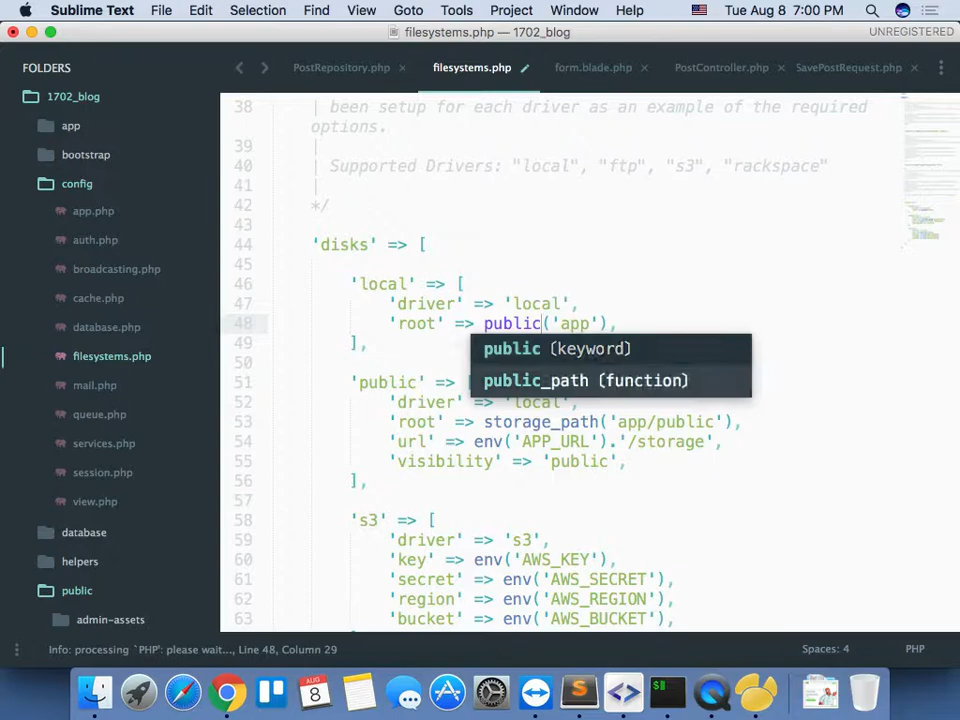 Sublime Text File Edit Selection Find View Goto Tools Project Window Help Tue Aug 8 7:00 PM
filesystems.php — 1702_blog UNREGISTERED
FOLDERS
1702_blog
app
bootstrap
config
app.php
auth.php
broadcasting.php
cache.php
database.php
filesystems.php
mail.php
queue.php
services.php
session.php
view.php
database
helpers
public
admin-assets
PostRepository.php × filesystems.php form.blade.php × PostController.php × SavePostRequest.php ×
38 | been setup for each driver as an example of the required
options.
39 |
40 | Supported Drivers: "local", "ftp", "s3", "rackspace"
41 |
42 */
43
44 'disks' => [
45
46 'local' => [
47 'driver' => 'local',
48 'root' => public('app'),
49 ],
public (keyword)
public_path (function)
51 'public' => [
52 'driver' => 'local',
53 'root' => storage_path('app/public'),
54 'url' => env('APP_URL').'/storage',
55 'visibility' => 'public',
56 ],
57
58 's3' => [
59 'driver' => 's3',
60 'key' => env('AWS_KEY'),
61 'secret' => env('AWS_SECRET'),
62 'region' => env('AWS_REGION'),
63 'bucket' => env('AWS_BUCKET'),
Info: processing `PHP`: please wait..., Line 48, Column 29 Spaces: 4 PHP
8